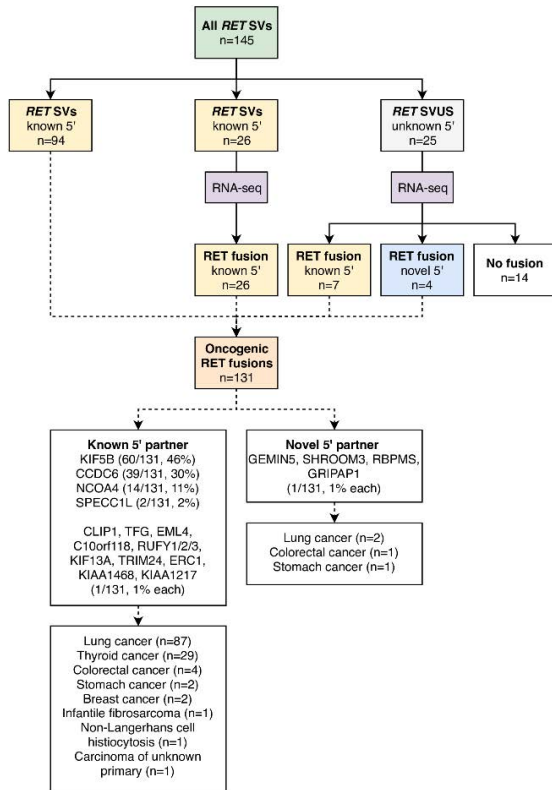 All RET SVs
n=145
RET SVs
known 5'
n=94
RET SVs
known 5'
n=26
RET SVUS
unknown 5'
n=25
RNA-seq
RNA-seq
RET fusion
known 5'
n=26
RET fusion
known 5'
n=7
RET fusion
novel 5'
n=4
No fusion
n=14
Oncogenic
RET fusions
n=131
Known 5' partner
KIF5B (60/131, 46%)
CCDC6 (39/131, 30%)
NCOA4 (14/131, 11%)
SPECC1L (2/131, 2%)
CLIP1, TFG, EML4,
C10orf118, RUFY1/2/3,
KIF13A, TRIM24, ERC1,
KIAA1468, KIAA1217
(1/131, 1% each)
Novel 5' partner
GEMIN5, SHROOM3, RBPMS,
GRIPAP1
(1/131, 1% each)
Lung cancer (n=2)
Colorectal cancer (n=1)
Stomach cancer (n=1)
Lung cancer (n=87)
Thyroid cancer (n=29)
Colorectal cancer (n=4)
Stomach cancer (n=2)
Breast cancer (n=2)
Infantile fibrosarcoma (n=1)
Non-Langerhans cell
histiocytosis (n=1)
Carcinoma of unknown
primary (n=1)